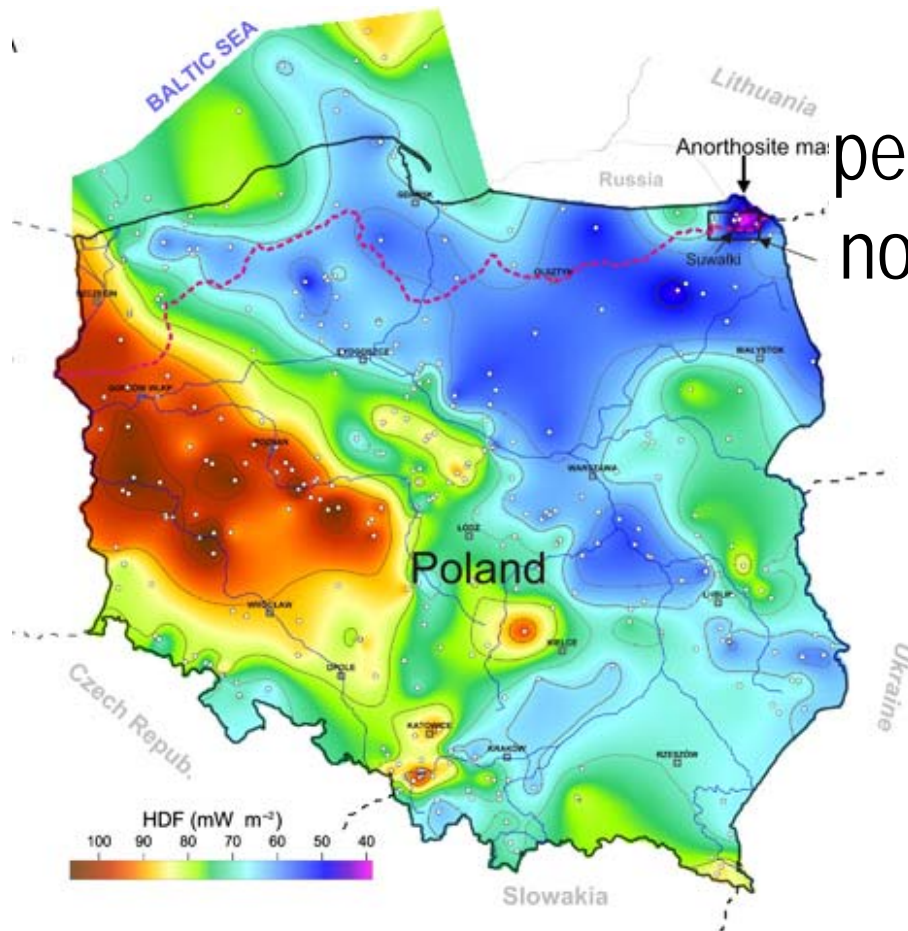 BALTIC SEA
Lithuania
Anorthosite mas
pe
Russia
GDAŃSK
no
Suwałki
OLSZTYN
SZCZECIN
BYDGOSZCZ
BIAŁYSTOK
GORZÓW WLKP
POZNAŃ
WARSZAWA
ŁÓDŹ
Poland
LUBLIN
WROCŁAW
KIELCE
OPOLE
Ukraine
Czech Repub.
KATOWICE
KRAKÓW
RZESZÓW
HDF (mW m⁻²)
100 90 80 70 60 50 40
Slowakia